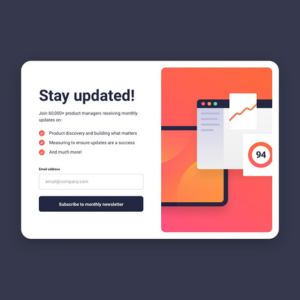 Stay updated!
Join 60,000+ product managers receiving monthly
updates on:
Product discovery and building what matters
Measuring to ensure updates are a success
And much more!
Email address
email@company.com
Subscribe to monthly newsletter
94